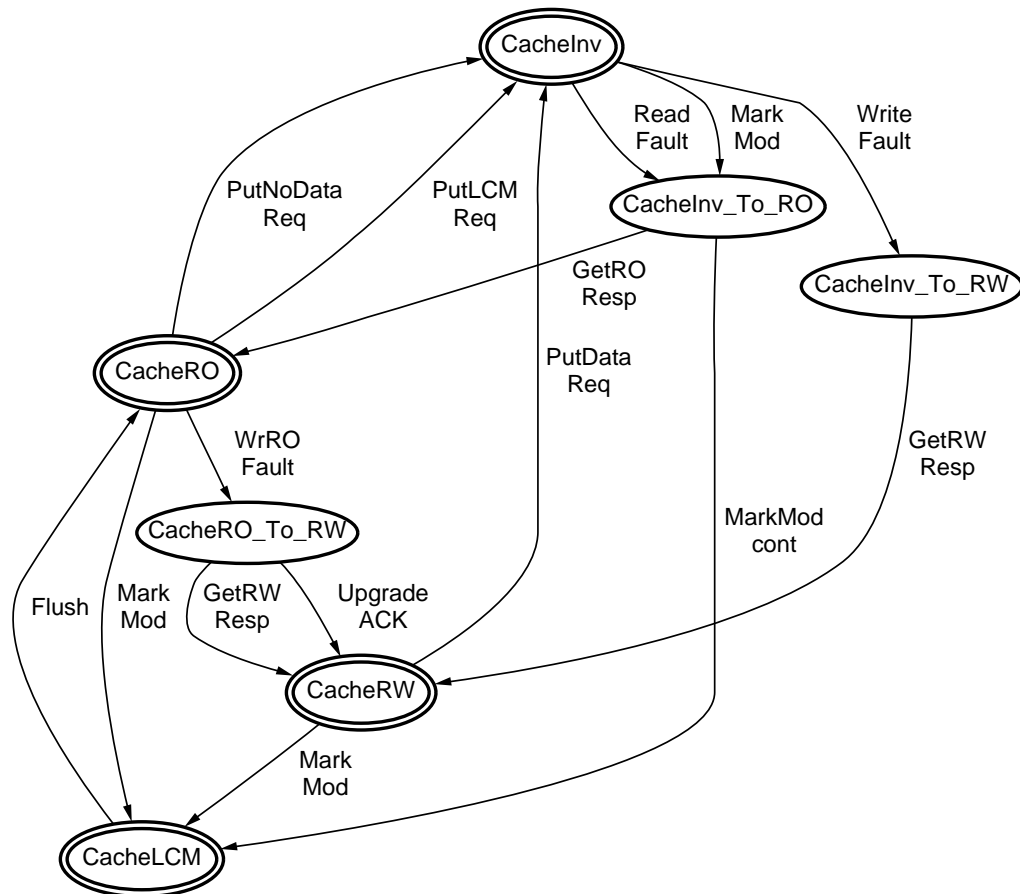 CacheInv
Read
Fault
Mark
Mod
Write
Fault
PutNoData
Req
PutLCM
Req
CacheInv_To_RO
GetRO
Resp
CacheInv_To_RW
CacheRO
PutData
Req
WrRO
Fault
GetRW
Resp
CacheRO_To_RW
MarkMod
cont
Flush
Mark
Mod
GetRW
Resp
Upgrade
ACK
CacheRW
Mark
Mod
CacheLCM